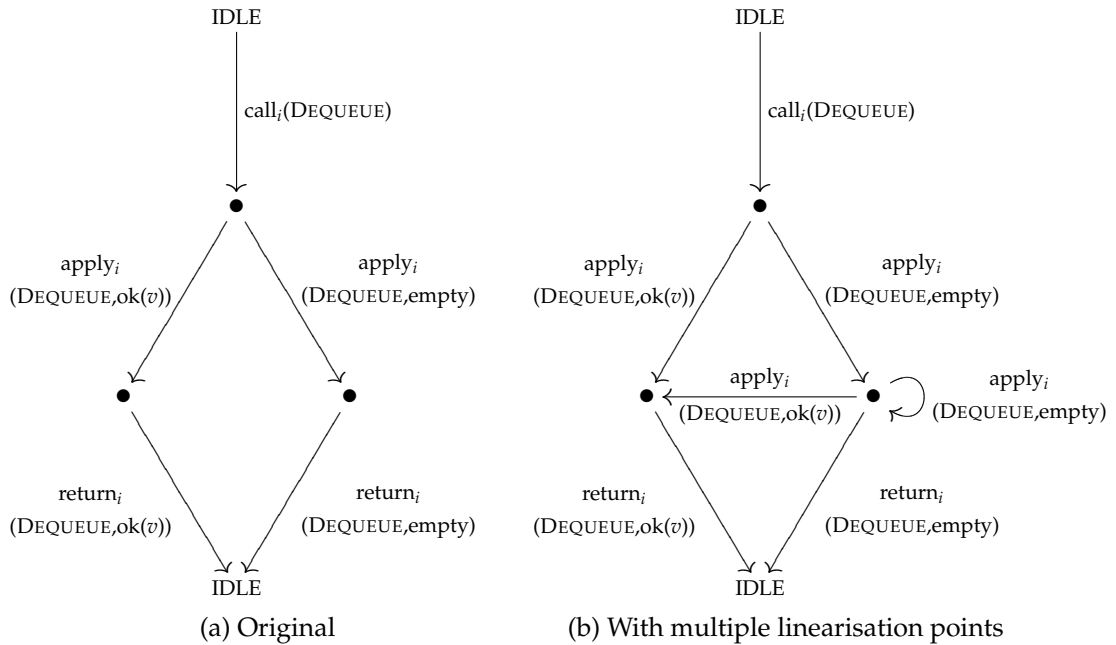 IDLE
call_i(DEQUEUE)
apply_i
(DEQUEUE,ok(v))
apply_i
(DEQUEUE,empty)
return_i
(DEQUEUE,ok(v))
return_i
(DEQUEUE,empty)
IDLE
(a) Original
IDLE
call_i(DEQUEUE)
apply_i
(DEQUEUE,ok(v))
apply_i
(DEQUEUE,empty)
apply_i
(DEQUEUE,ok(v))
apply_i
(DEQUEUE,empty)
return_i
(DEQUEUE,ok(v))
return_i
(DEQUEUE,empty)
IDLE
(b) With multiple linearisation points